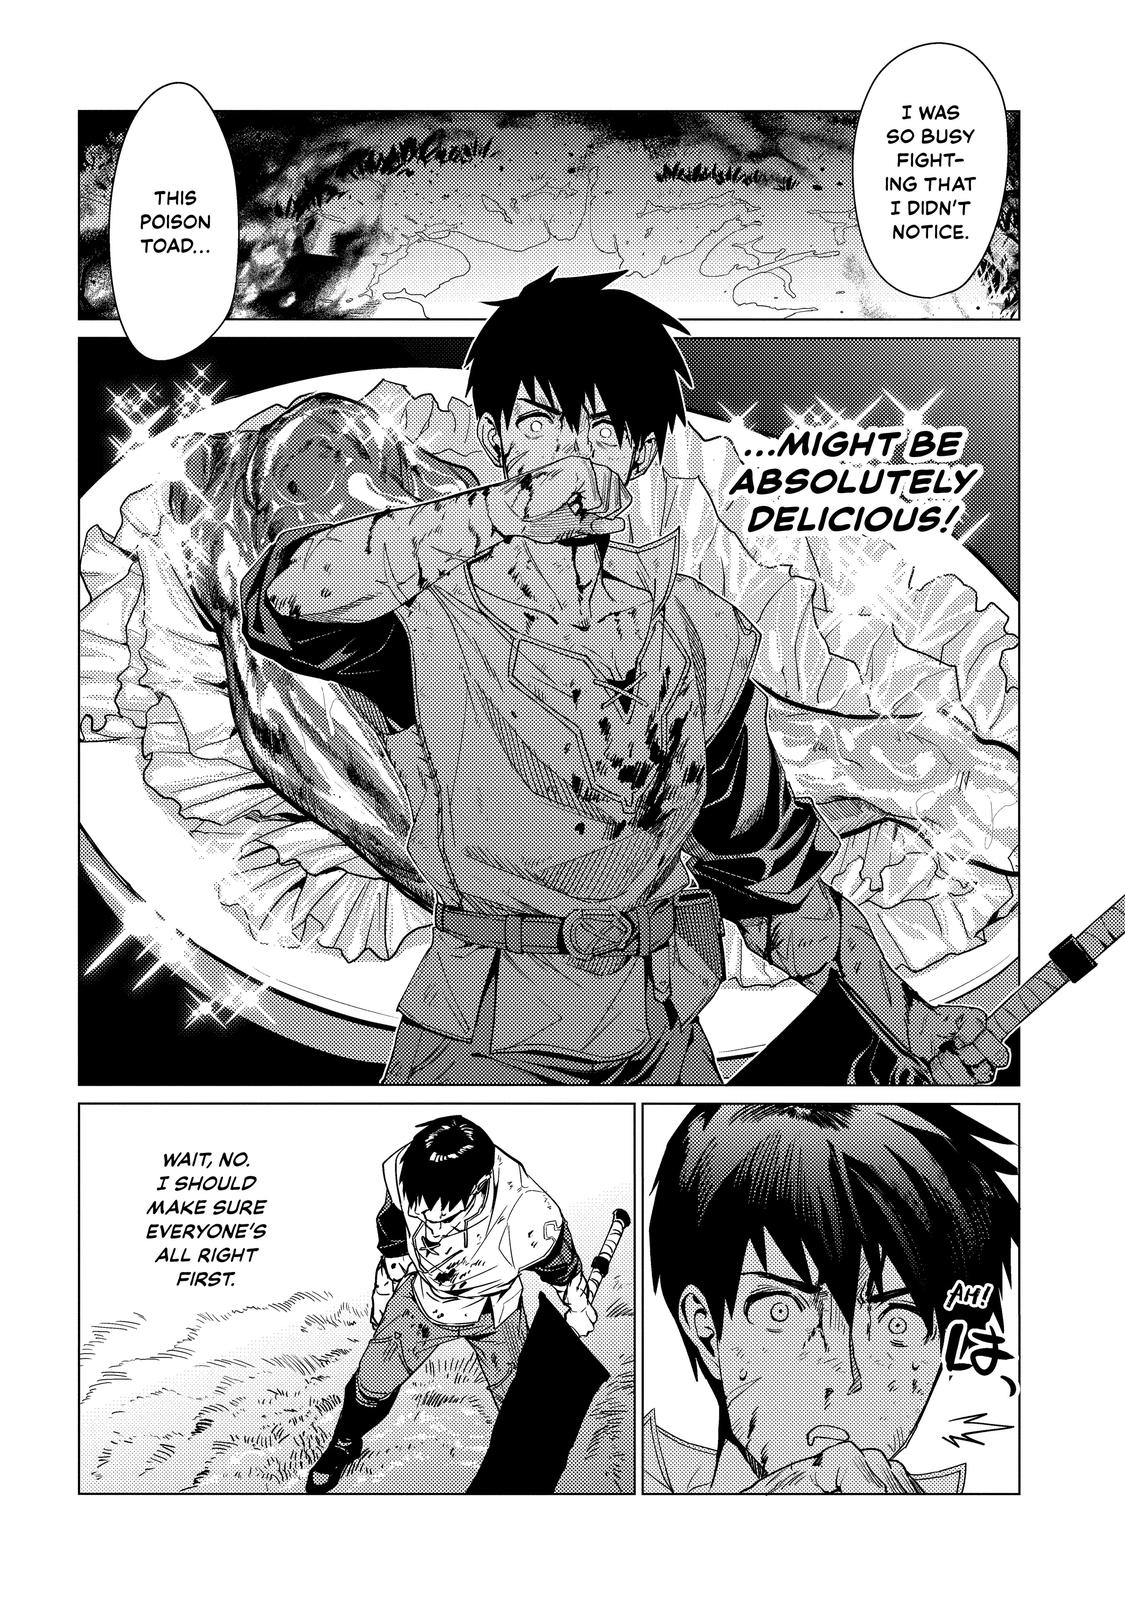 I WAS
SO BUSY
FIGHT-
ING THAT
I DIDN'T
NOTICE.
THIS
POISON
TOAD...
...MIGHT BE
ABSOLUTELY
DELICIOUS!
AH!
は、
WAIT, NO.
I SHOULD
MAKE SURE
EVERYONE'S
ALL RIGHT
FIRST.